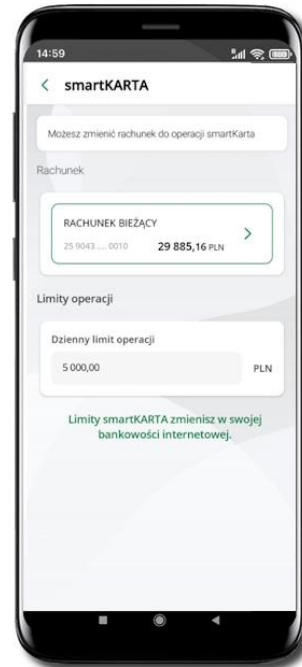 14:59
smartKARTA
Możesz zmienić rachunek do operacji smartKarta
Rachunek
RACHUNEK BIEŻĄCY
25 9043 .... 0010 29 885,16 PLN
Limity operacji
Dzienny limit operacji
5 000,00 PLN
Limity smartKARTA zmienisz w swojej
bankowości internetowej.